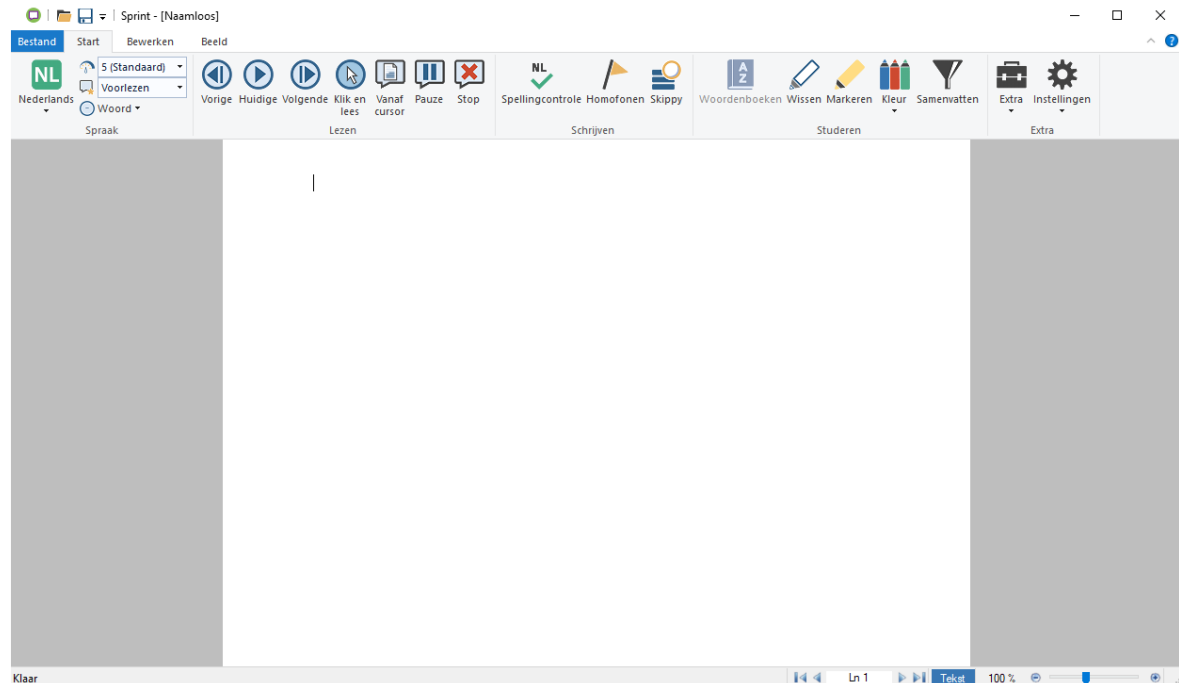 Sprint - [Naamloos]
Bestand Start Bewerken Beeld
?
NL
Nederlands
5 (Standaard)
Voorlezen
Woord
Spraak
Vorige Huidige Volgende Klik en lees Vanaf cursor Pauze Stop
Lezen
NL
Spellingcontrole Homofonen Skippy
Schrijven
A
Z
Woordenboeken Wissen Markeren Kleur Samenvatten
Studeren
Extra Instellingen
Extra
Klaar Ln 1 Tekst 100 %